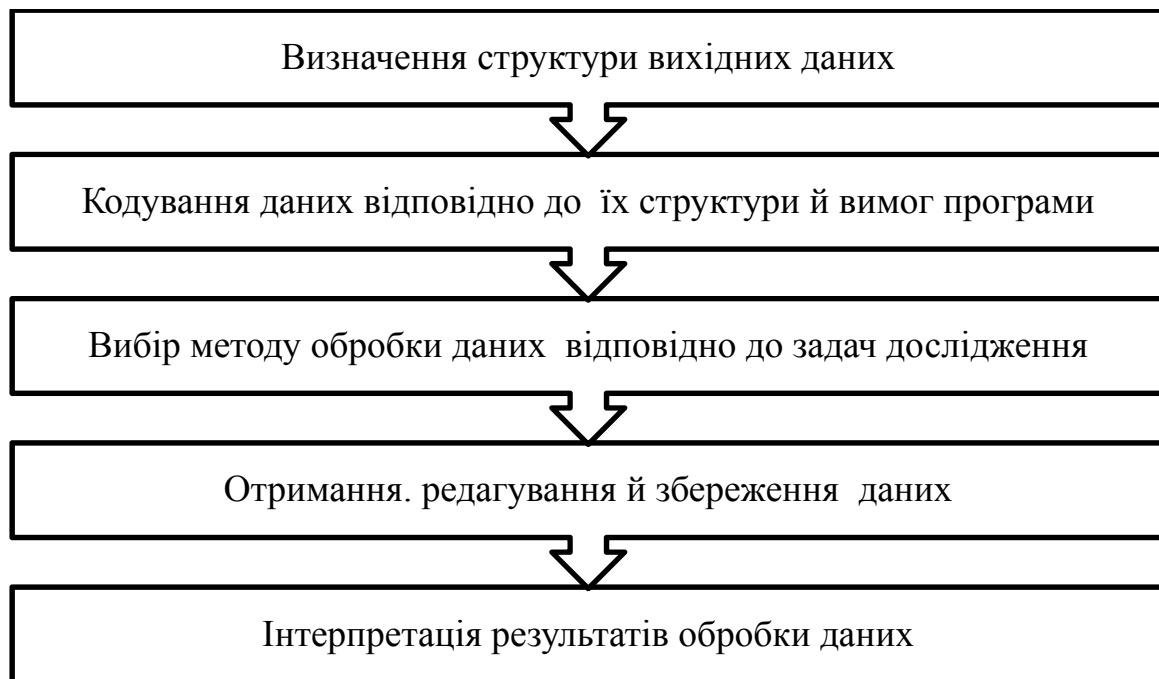 Визначення структури вихідних даних
Кодування даних відповідно до їх структури й вимог програми
Вибір методу обробки даних відповідно до задач дослідження
Отримання. редагування й збереження даних
Інтерпретація результатів обробки даних